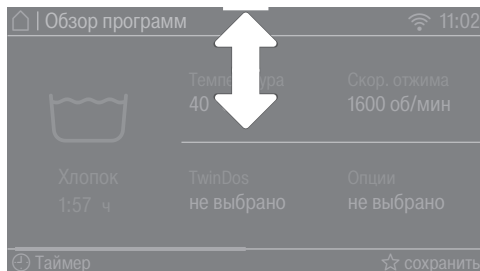 | Обзор программ 11:02
Температура Скор. отжима
40 1600 об/мин
Хлопок TwinDos Опции
1:57 ч не выбрано не выбрано
Таймер сохранить